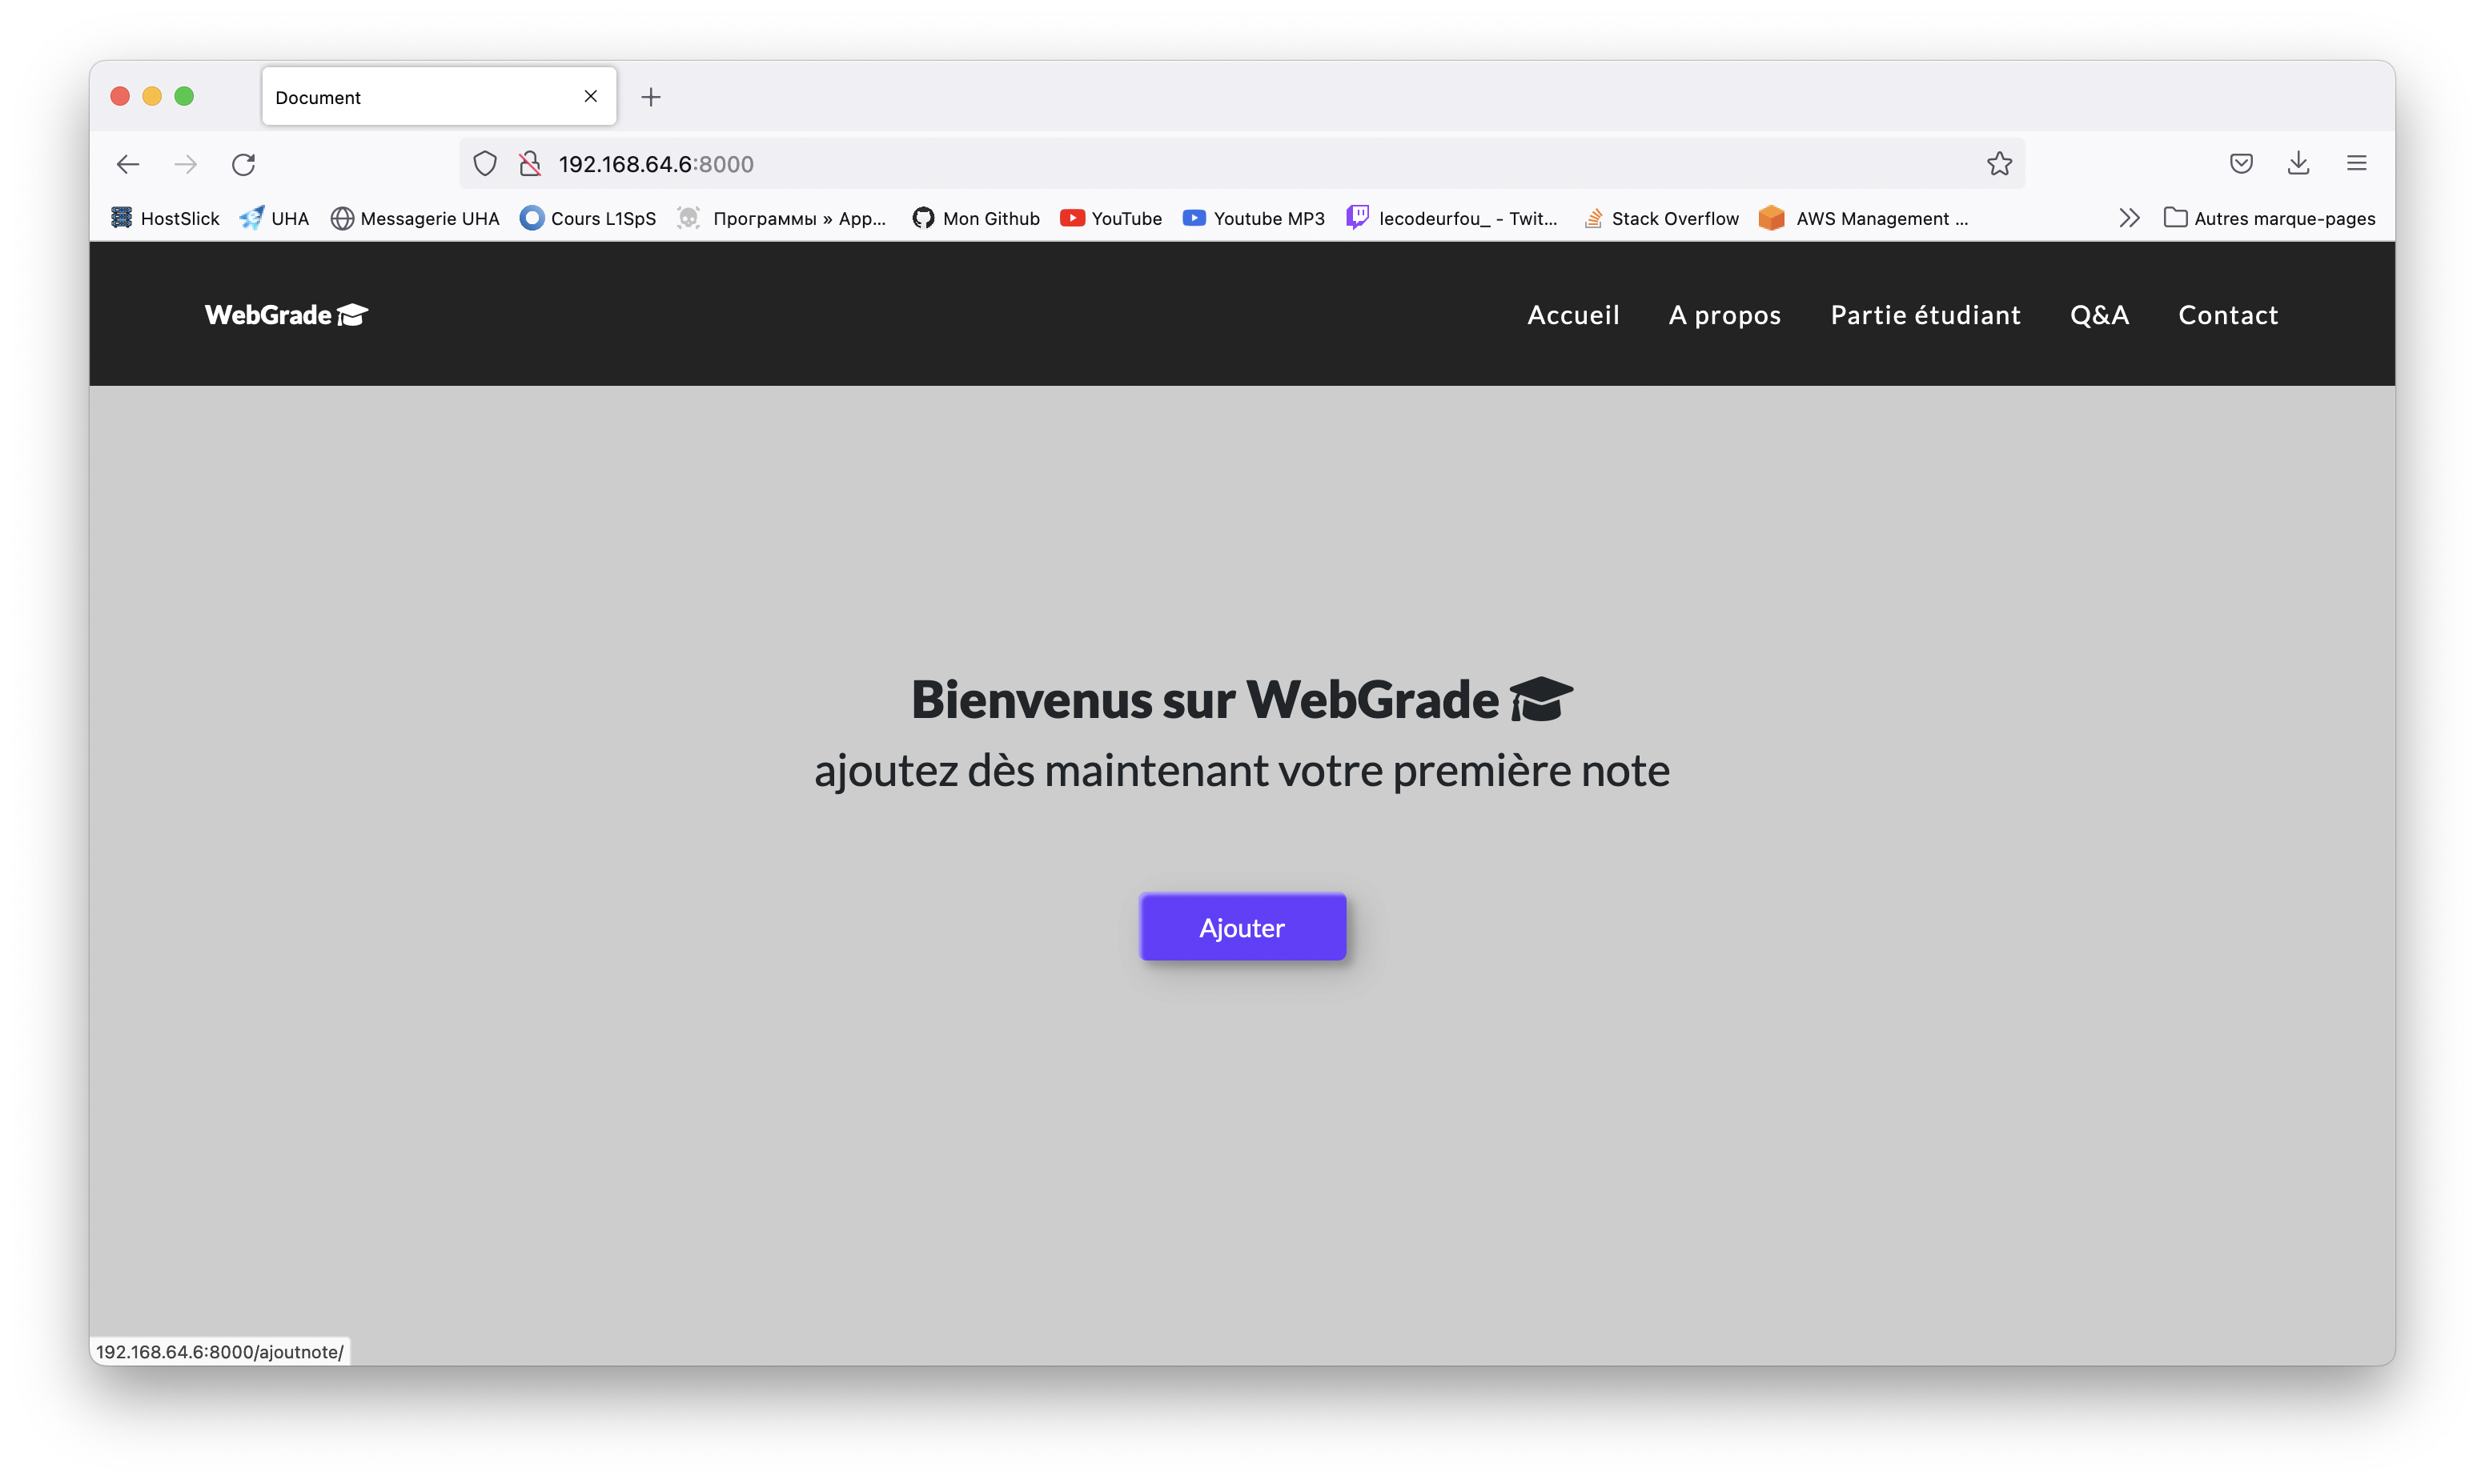 Document
192.168.64.6:8000
HostSlick UHA Messagerie UHA Cours L1SpS Программы » App... Mon Github YouTube Youtube MP3 lecodeurfou_ - Twit... Stack Overflow AWS Management ... Autres marque-pages
WebGrade Accueil A propos Partie étudiant Q&A Contact
Bienvenus sur WebGrade
ajoutez dès maintenant votre première note
Ajouter
192.168.64.6:8000/ajoutnote/